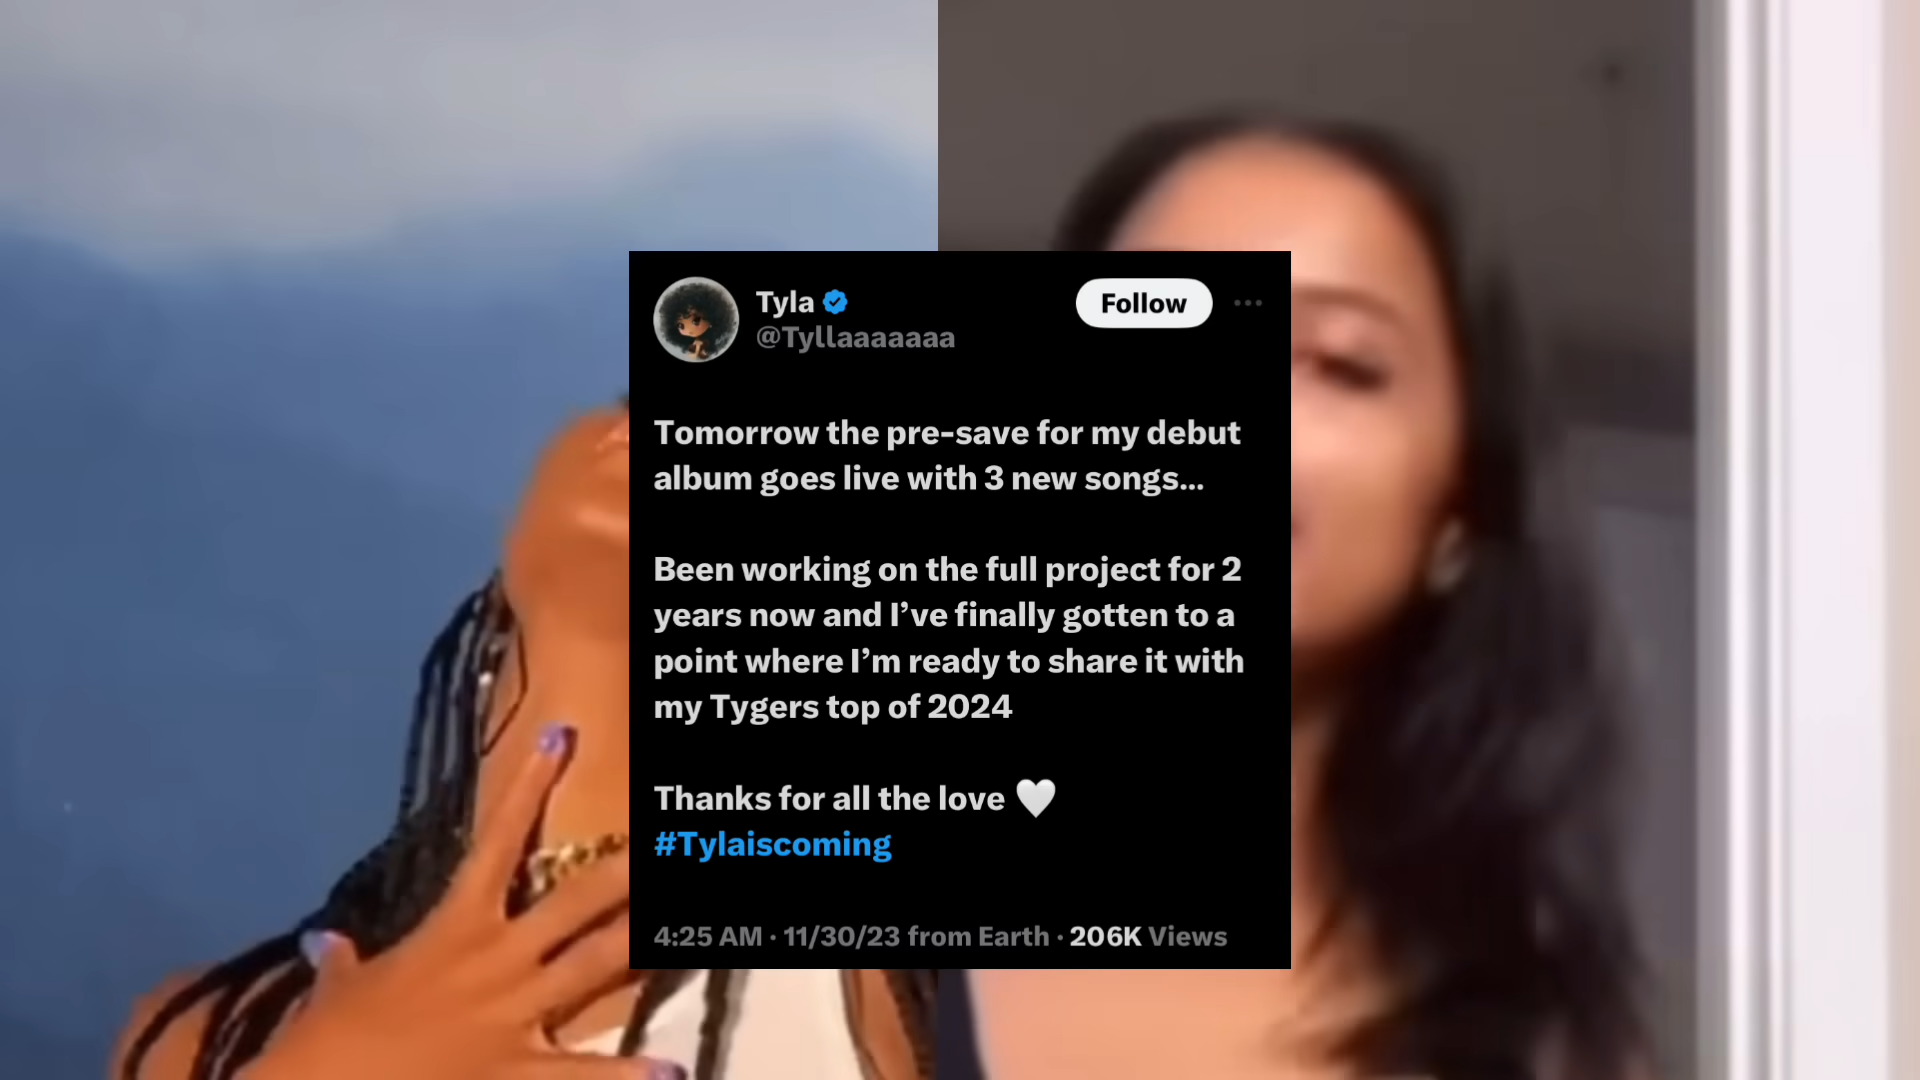 Tyla
Follow
@Tyllaaaaaaa
Tomorrow the pre-save for my debut
album goes live with 3 new songs...
Been working on the full project for 2
years now and I’ve finally gotten to a
point where I’m ready to share it with
my Tygers top of 2024
Thanks for all the love 🤍
#Tylaiscoming
4:25 AM · 11/30/23 from Earth · 206K Views